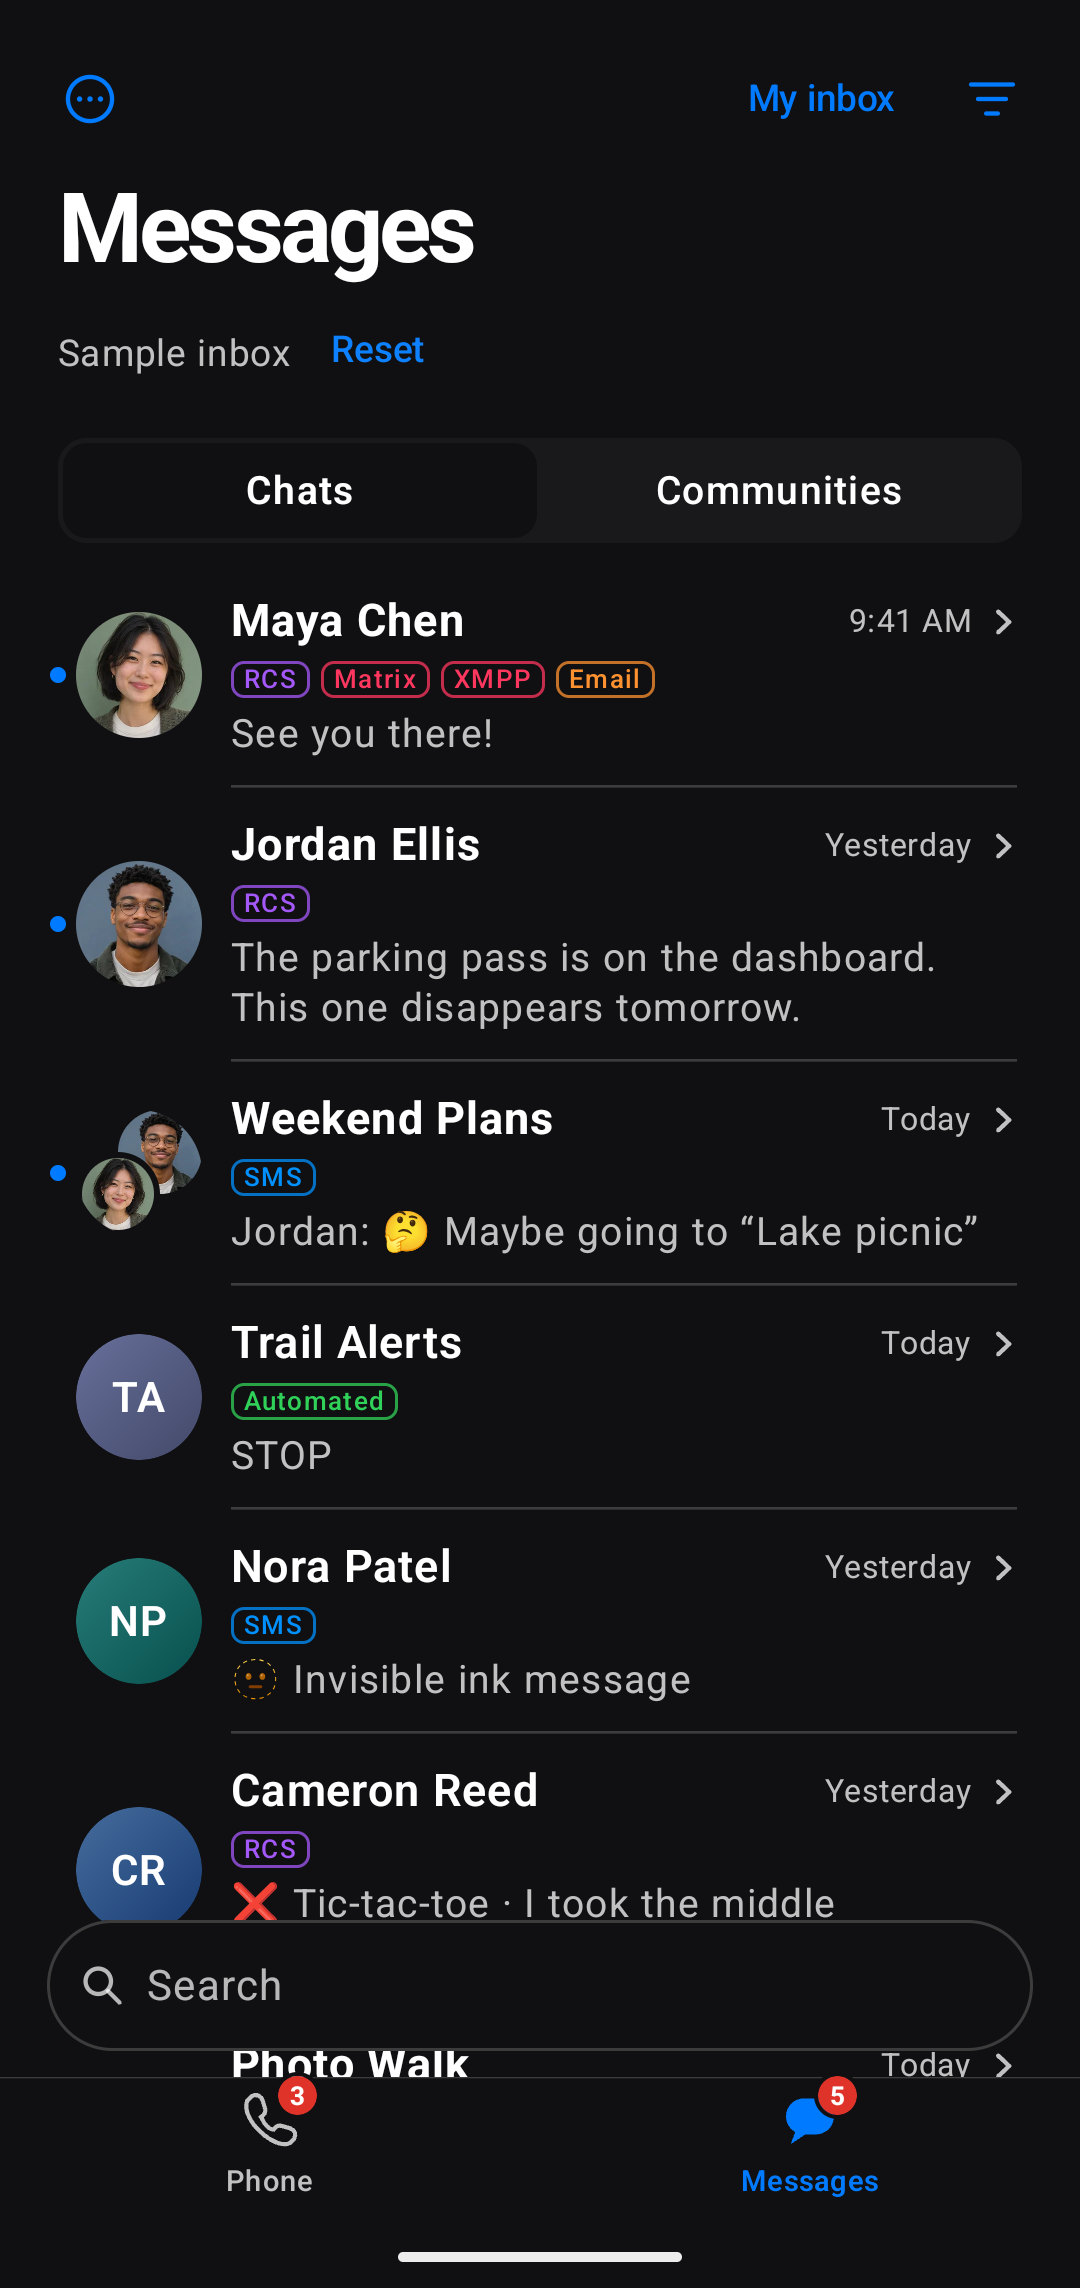 My inbox
Messages
Sample inbox Reset
Chats Communities
Maya Chen 9:41 AM
RCS Matrix XMPP Email
See you there!
Jordan Ellis Yesterday
RCS
The parking pass is on the dashboard.
This one disappears tomorrow.
Weekend Plans Today
SMS
Jordan: 🤔 Maybe going to “Lake picnic”
TA
Trail Alerts Today
Automated
STOP
NP
Nora Patel Yesterday
SMS
🫥 Invisible ink message
CR
Cameron Reed Yesterday
RCS
❌ Tic-tac-toe · I took the middle
Search
Photo Walk Today
3 5
Phone Messages